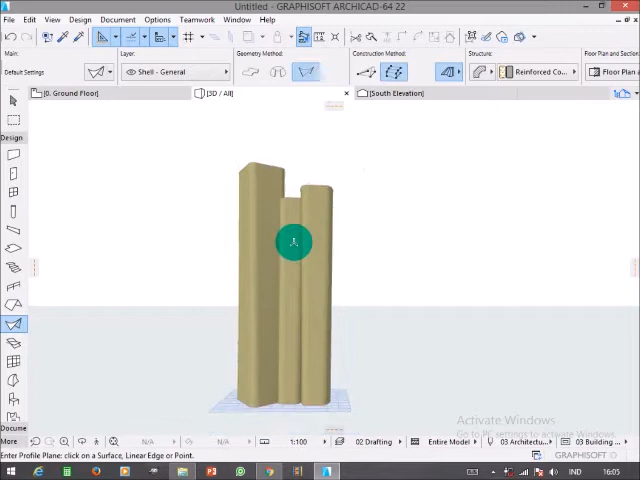 Untitled - GRAPHISOFT ARCHICAD-64 22
File Edit View Design Document Options Teamwork Window Help
Main: Layer: Geometry Method: Construction Method: Structure: Floor Plan and Section
Default Settings Shell - General Reinforced Co... Floor Plan a
[0. Ground Floor] [3D / All] [South Elevation]
Design
Activate Windows
Go to PC settings to activate Windows.
Docume
More N/A N/A 1:100 02 Drafting Entire Model 03 Architec... 03 Building ...
Enter Profile Plane: click on a Surface, Linear Edge or Point. GRAPHISOFT
IND 16:05